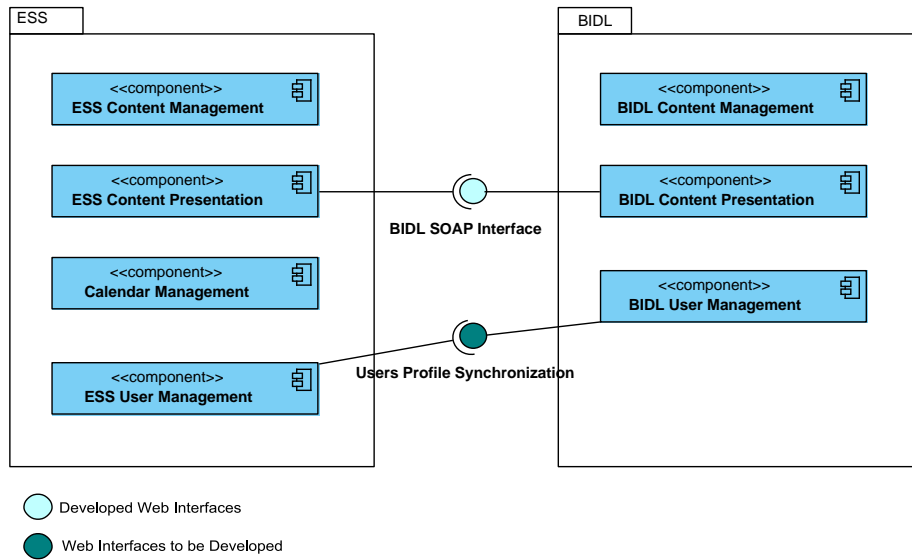 ESS
<<component>>
ESS Content Management
<<component>>
ESS Content Presentation
<<component>>
Calendar Management
<<component>>
ESS User Management
BIDL SOAP Interface
Users Profile Synchronization
BIDL
<<component>>
BIDL Content Management
<<component>>
BIDL Content Presentation
<<component>>
BIDL User Management
Developed Web Interfaces
Web Interfaces to be Developed